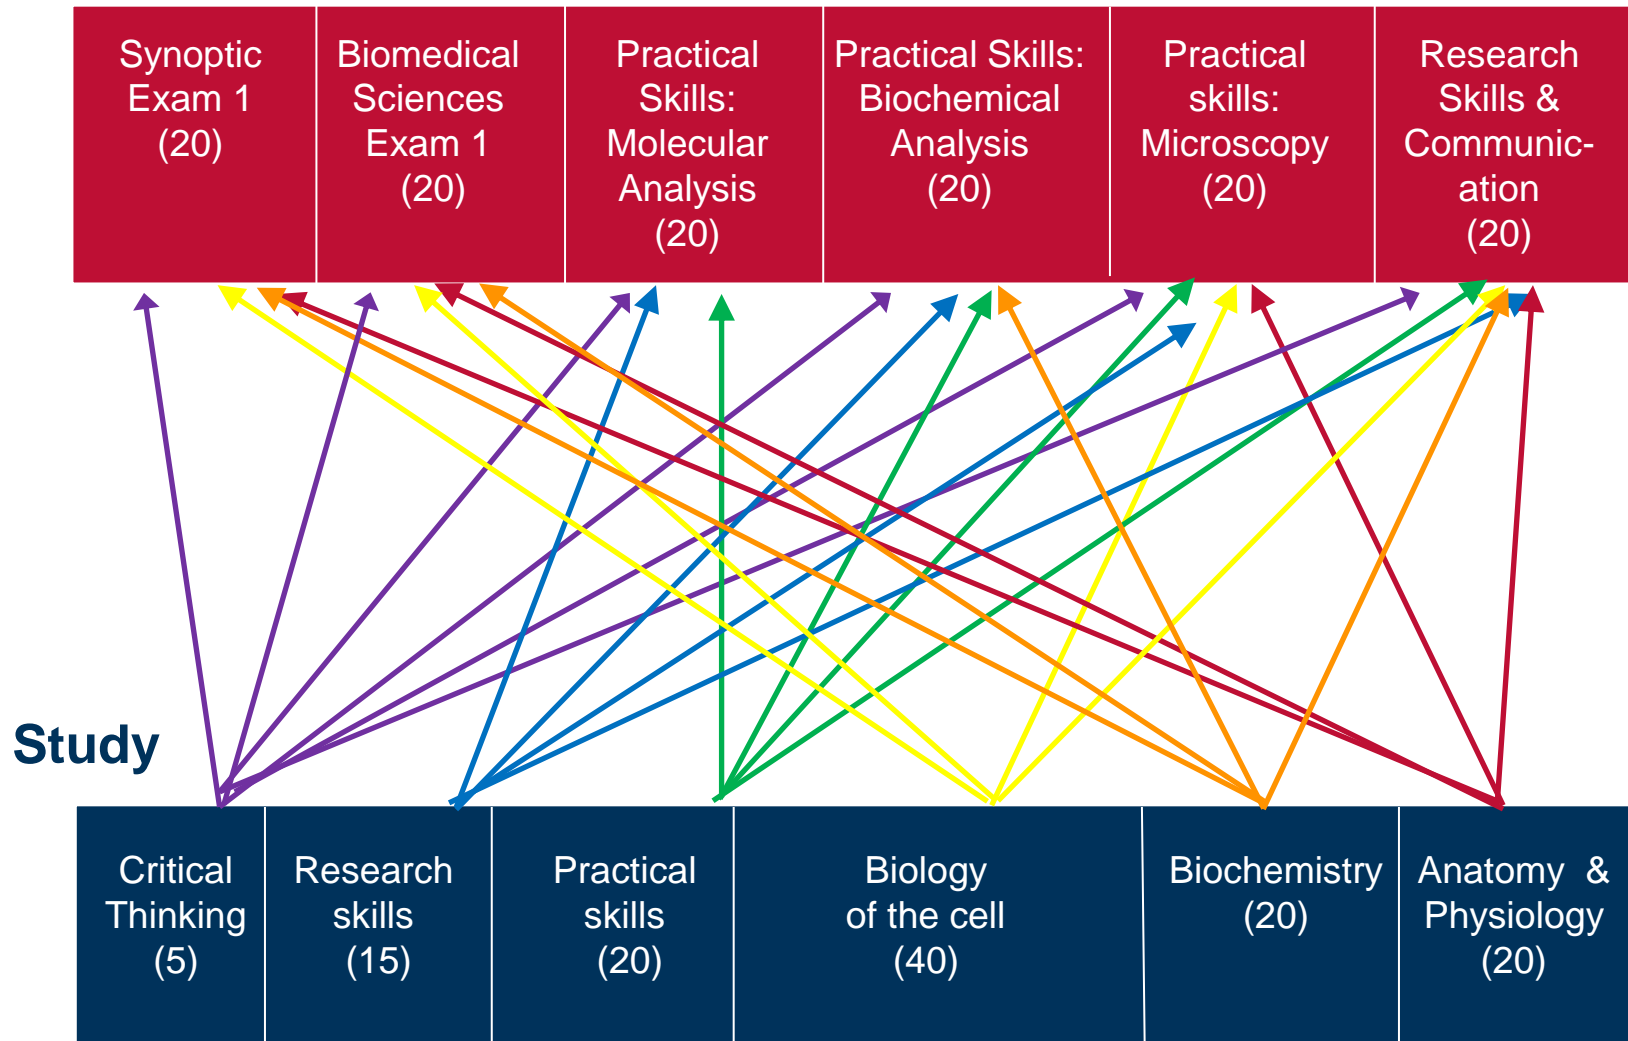 Synoptic
Exam 1
(20)
Biomedical
Sciences
Exam 1
(20)
Practical
Skills:
Molecular
Analysis
(20)
Practical Skills:
Biochemical
Analysis
(20)
Practical
skills:
Microscopy
(20)
Research
Skills &
Communic-
ation
(20)
Study
Critical
Thinking
(5)
Research
skills
(15)
Practical
skills
(20)
Biology
of the cell
(40)
Biochemistry
(20)
Anatomy &
Physiology
(20)